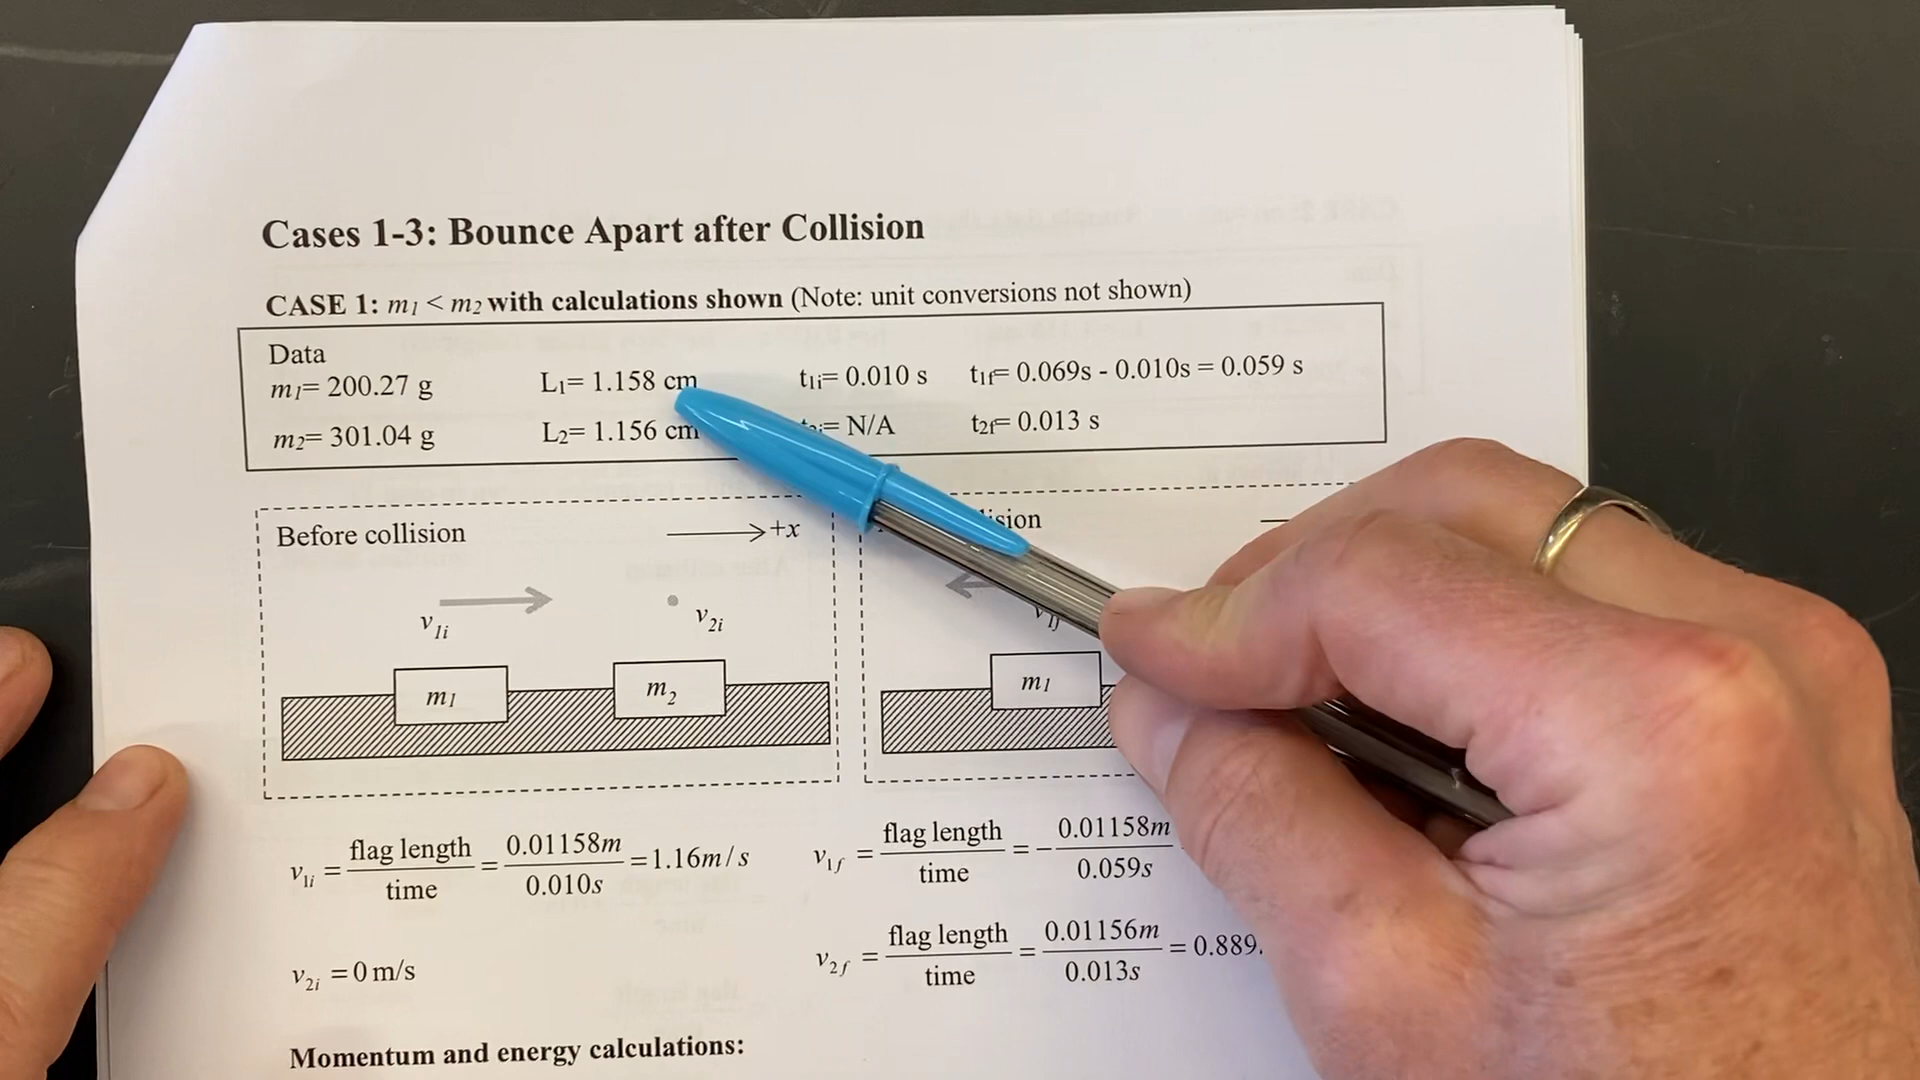 Cases 1-3: Bounce Apart after Collision
CASE 1: m1 < m2 with calculations shown (Note: unit conversions not shown)
Data
m1= 200.27 g L1= 1.158 cm t1i= 0.010 s t1f= 0.069s - 0.010s = 0.059 s
m2= 301.04 g L2= 1.156 cm = N/A t2f= 0.013 s
Before collision +x
v1i v2i
m1 m2 m1
v1i = flag length / time = 0.01158m / 0.010s = 1.16m/s
v1f = flag length / time = - 0.01158m / 0.059s
v2i = 0 m/s
v2f = flag length / time = 0.01156m / 0.013s = 0.889
Momentum and energy calculations: